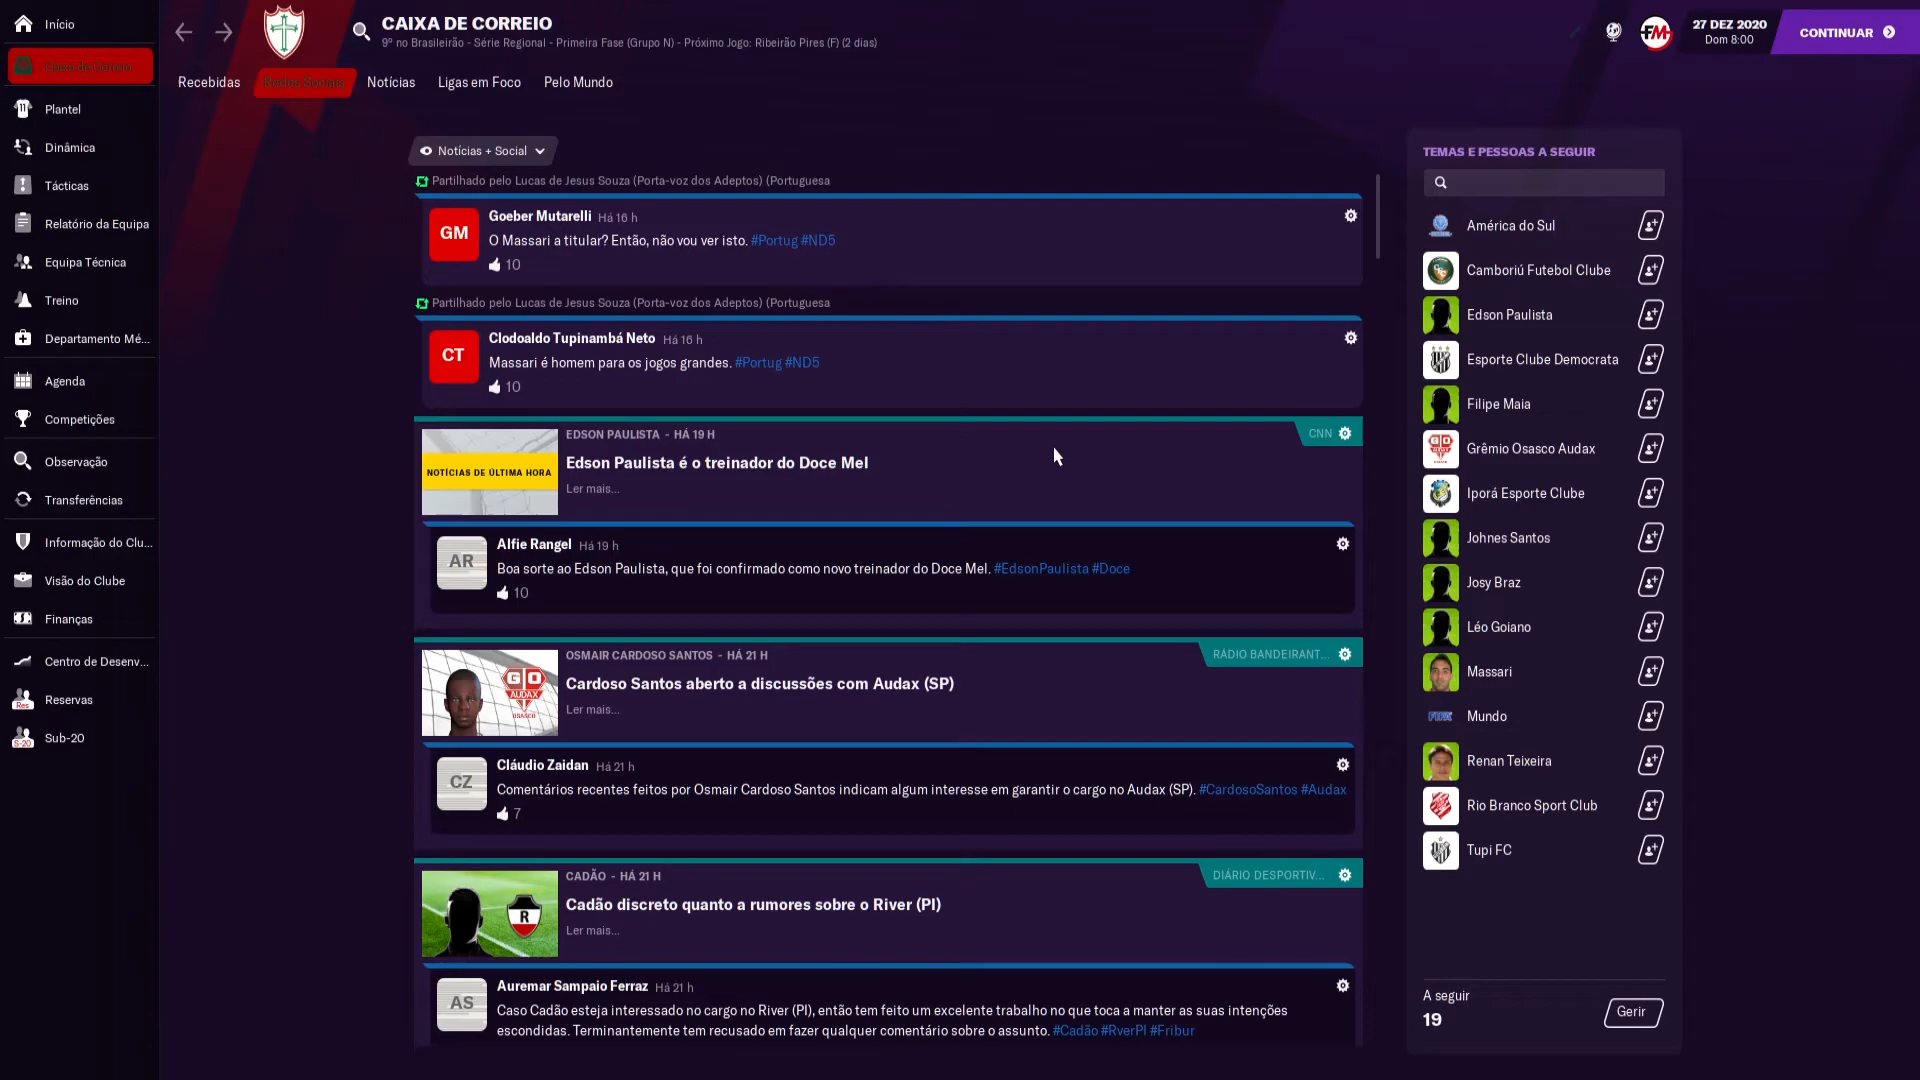 Início
Caixa de Correio
Plantel
Dinâmica
Tácticas
Relatório da Equipa
Equipa Técnica
Treino
Departamento Mé...
Agenda
Competições
Observação
Transferências
Informação do Clu...
Visão do Clube
Finanças
Centro de Desenv...
Res
Reservas
S-20
Sub-20
CAIXA DE CORREIO
9º no Brasileirão - Série Regional - Primeira Fase (Grupo N) - Próximo Jogo: Ribeirão Pires (F) (2 dias)
FM
27 DEZ 2020
Dom 8:00
CONTINUAR
Recebidas
Redes Sociais
Notícias
Ligas em Foco
Pelo Mundo
Notícias + Social
Partilhado pelo Lucas de Jesus Souza (Porta-voz dos Adeptos) (Portuguesa
GM
Goeber Mutarelli Há 16 h
O Massari a titular? Então, não vou ver isto. #Portug #ND5
10
Partilhado pelo Lucas de Jesus Souza (Porta-voz dos Adeptos) (Portuguesa
CT
Clodoaldo Tupinambá Neto Há 16 h
Massari é homem para os jogos grandes. #Portug #ND5
10
NOTÍCIAS DE ÚLTIMA HORA
EDSON PAULISTA - HÁ 19 H
CNN
Edson Paulista é o treinador do Doce Mel
Ler mais...
AR
Alfie Rangel Há 19 h
Boa sorte ao Edson Paulista, que foi confirmado como novo treinador do Doce Mel. #EdsonPaulista #Doce
10
GO
AUDAX
OSASCO
OSMAIR CARDOSO SANTOS - HÁ 21 H
RÁDIO BANDEIRANT...
Cardoso Santos aberto a discussões com Audax (SP)
Ler mais...
CZ
Cláudio Zaidan Há 21 h
Comentários recentes feitos por Osmair Cardoso Santos indicam algum interesse em garantir o cargo no Audax (SP). #CardosoSantos #Audax
7
R
CADÃO - HÁ 21 H
DIÁRIO DESPORTIV...
Cadão discreto quanto a rumores sobre o River (PI)
Ler mais...
AS
Auremar Sampaio Ferraz Há 21 h
Caso Cadão esteja interessado no cargo no River (PI), então tem feito um excelente trabalho no que toca a manter as suas intenções
escondidas. Terminantemente tem recusado em fazer qualquer comentário sobre o assunto. #Cadão #RverPI #Fribur
TEMAS E PESSOAS A SEGUIR
América do Sul
Camboriú Futebol Clube
Edson Paulista
Esporte Clube Democrata
Filipe Maia
Grêmio Osasco Audax
Iporá Esporte Clube
Johnes Santos
Josy Braz
Léo Goiano
Massari
Mundo
Renan Teixeira
Rio Branco Sport Club
Tupi FC
A seguir
19
Gerir